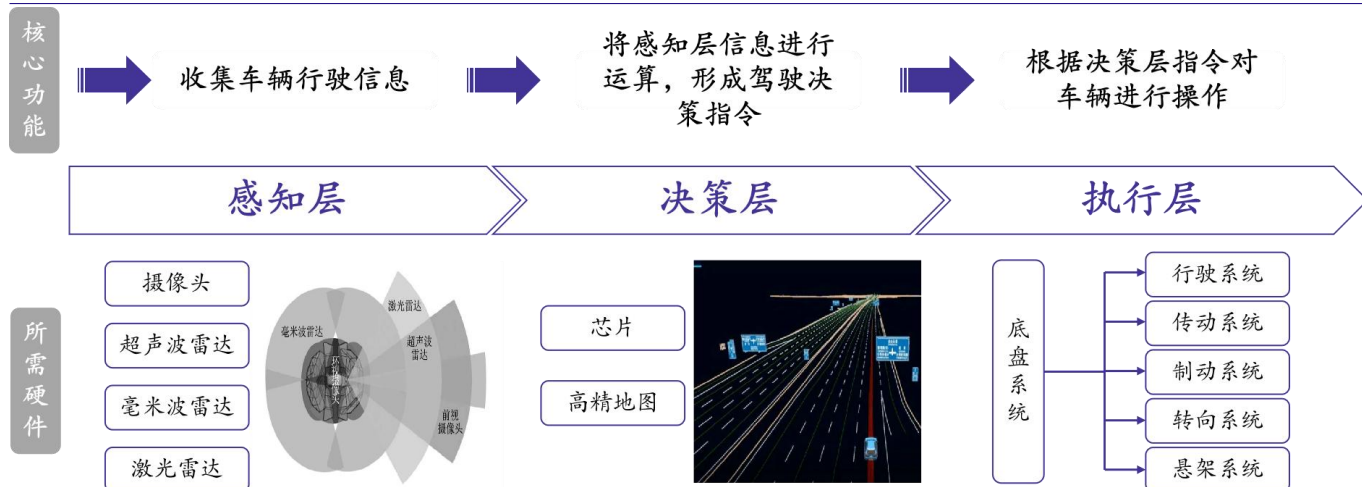 核心功能
收集车辆行驶信息
将感知层信息进行
运算，形成驾驶决
策指令
根据决策层指令对
车辆进行操作
感知层
决策层
执行层
所需硬件
摄像头
超声波雷达
毫米波雷达
激光雷达
毫米波雷达
激光雷达
超声波
雷达
前视
摄像头
环视摄像头
芯片
高精地图
底盘系统
行驶系统
传动系统
制动系统
转向系统
悬架系统